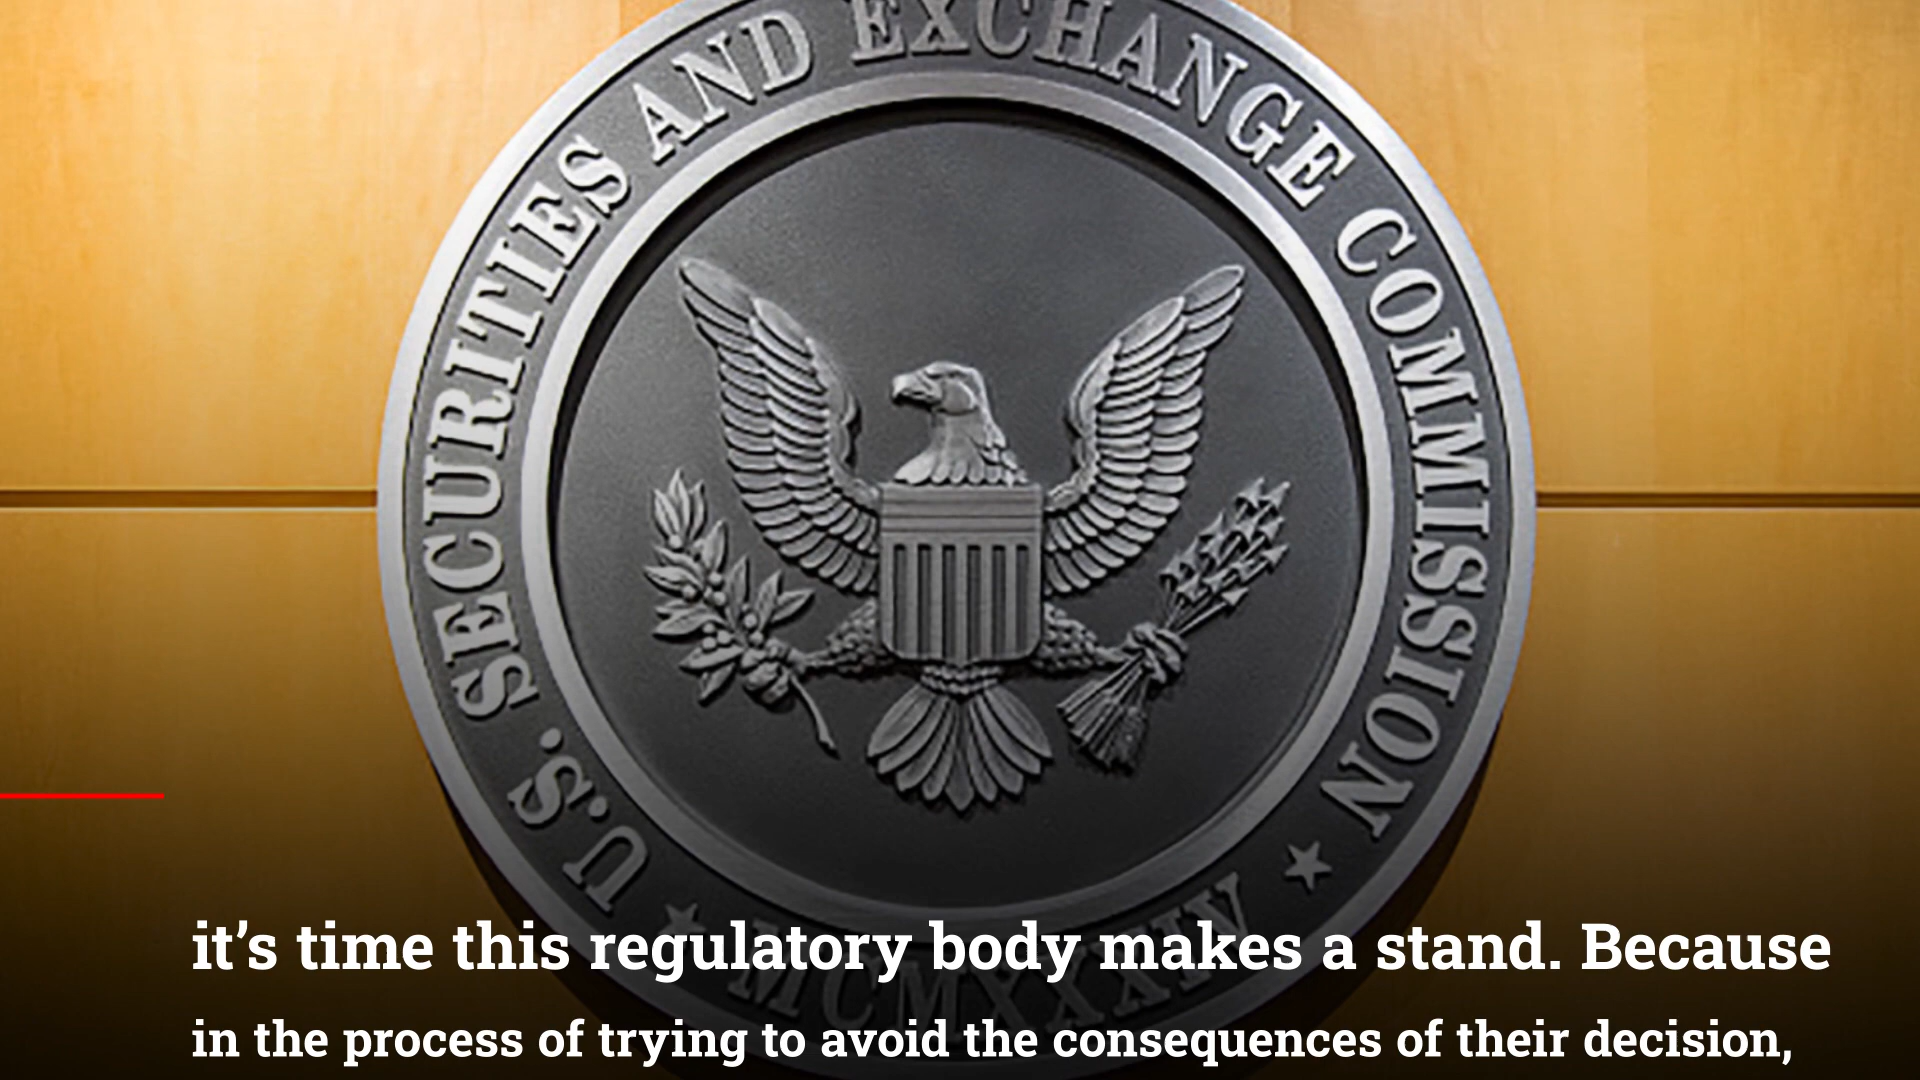 U.S. SECURITIES AND EXCHANGE COMMISSION
MCMXXXIV
it’s time this regulatory body makes a stand. Because
in the process of trying to avoid the consequences of their decision,